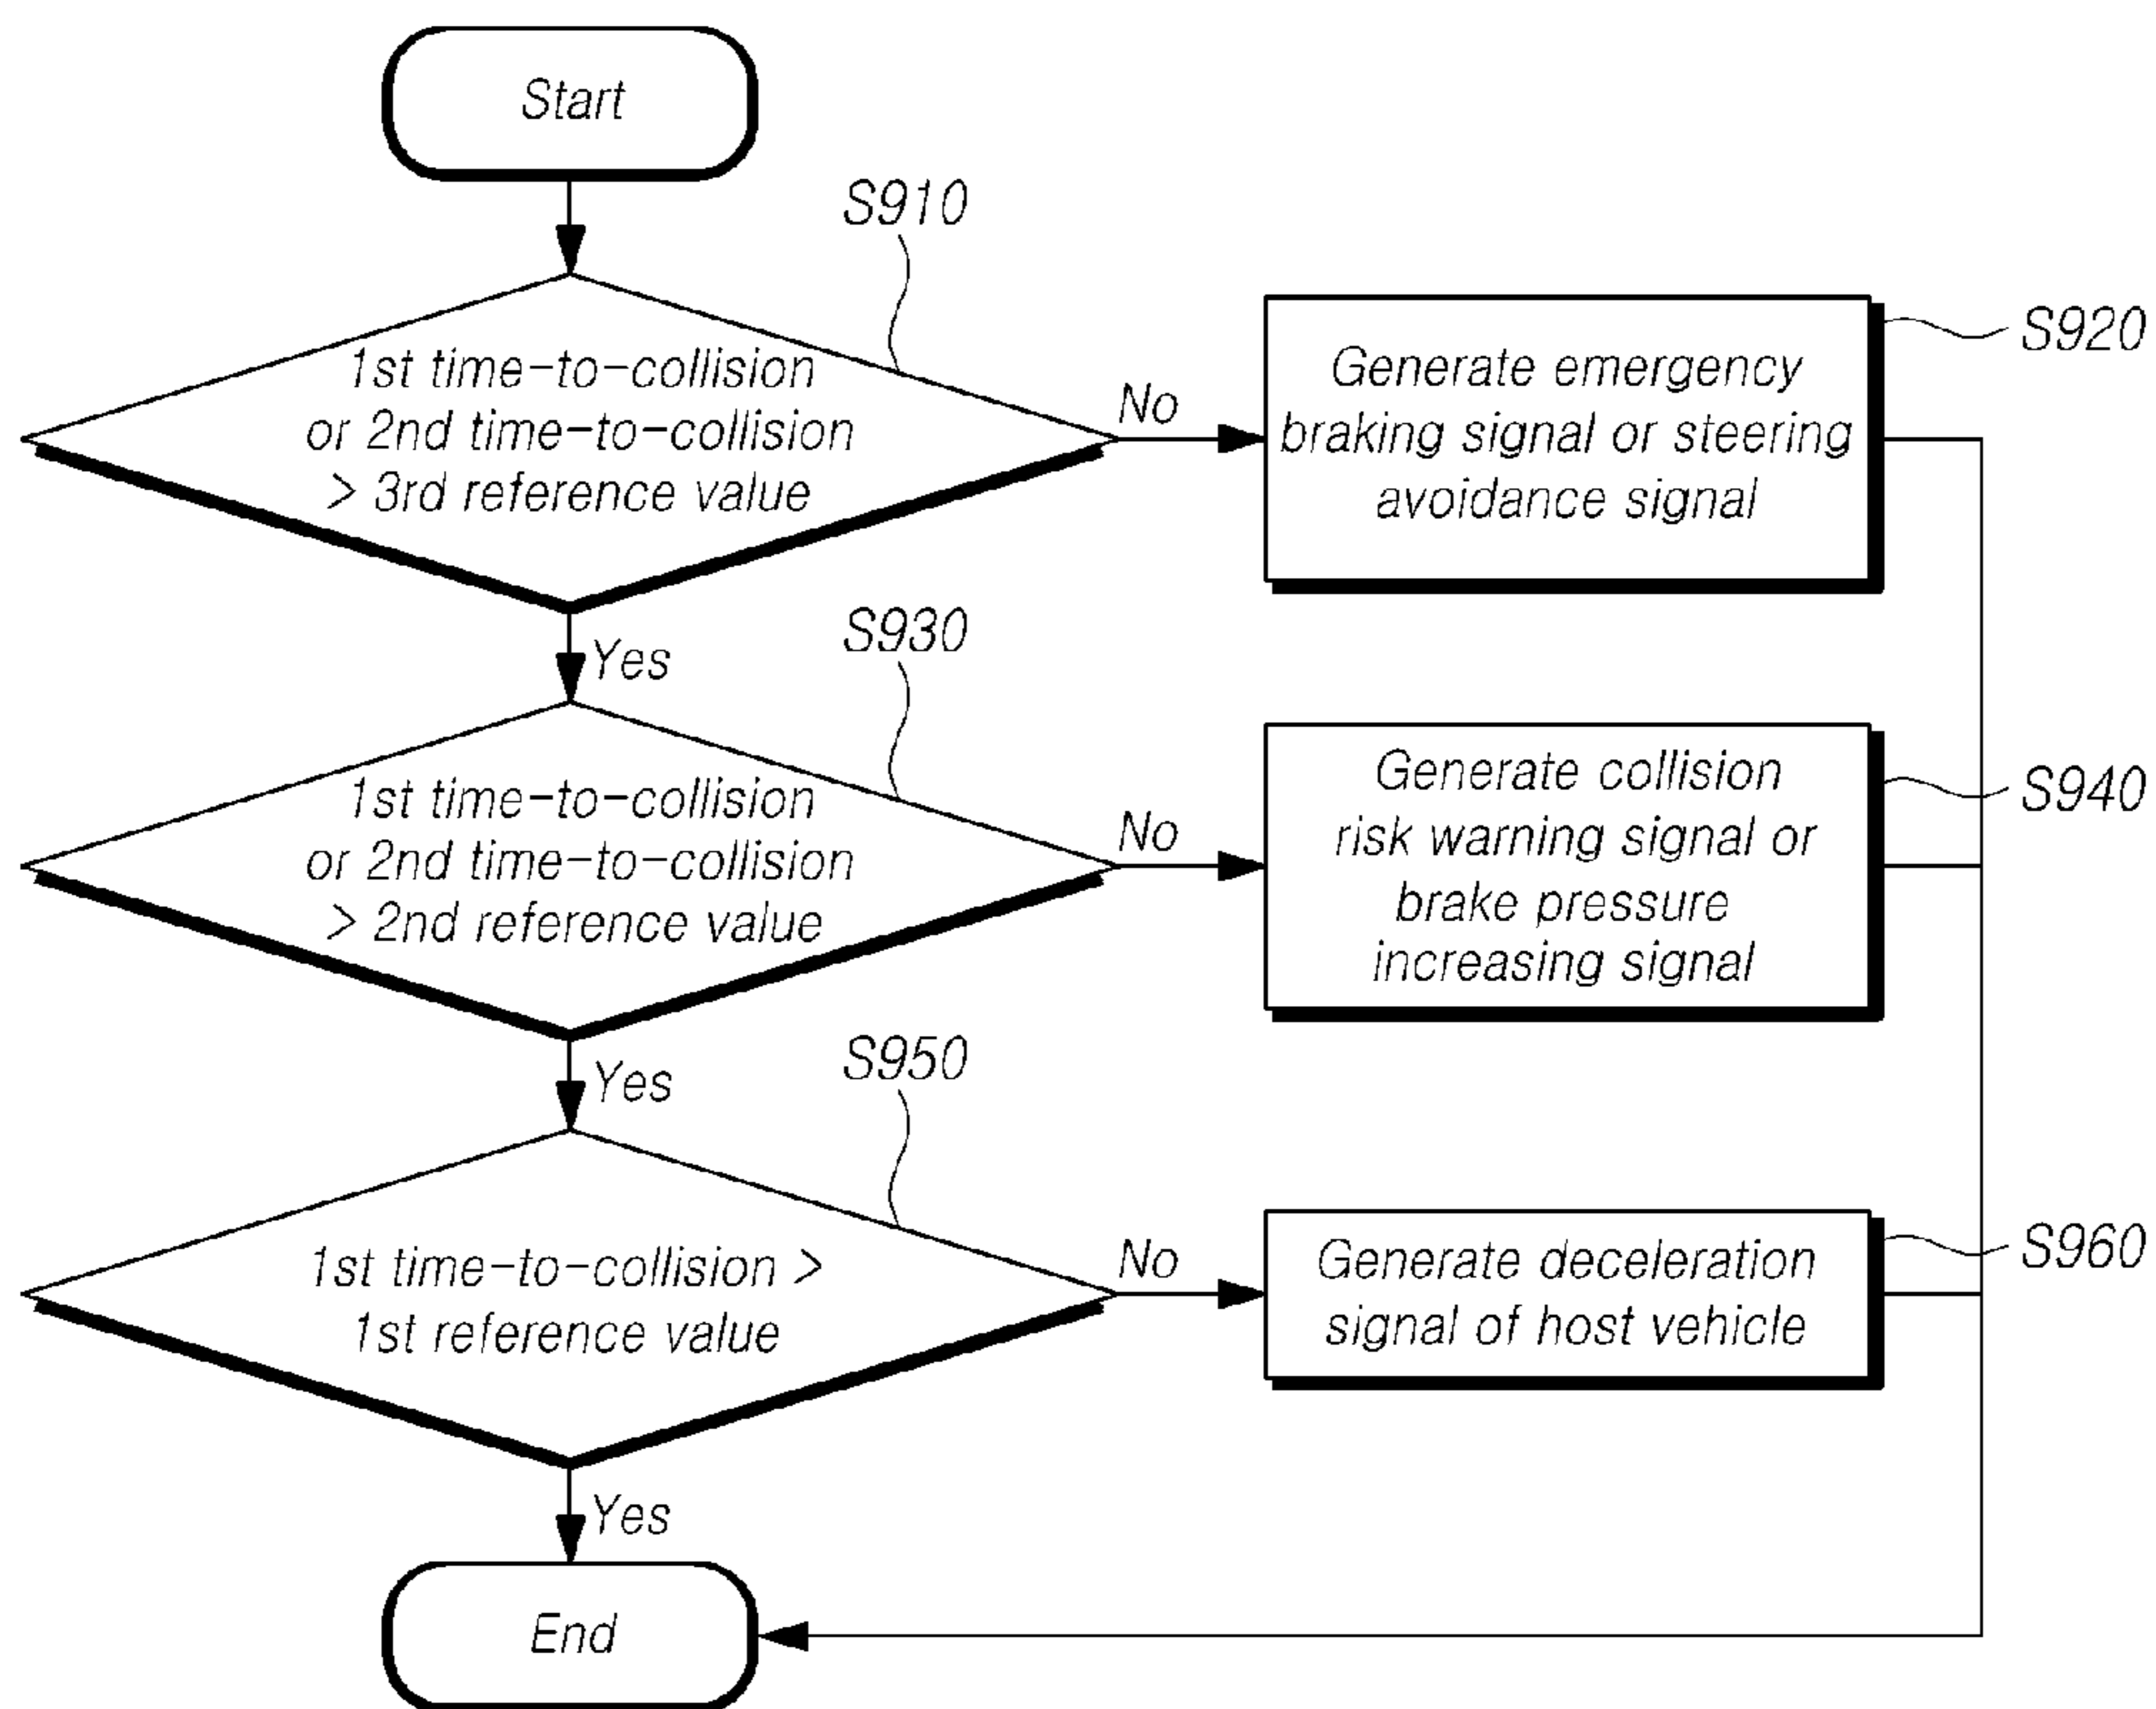 Start
S910
1st time-to-collision
or 2nd time-to-collision
> 3rd reference value
No
Generate emergency
braking signal or steering
avoidance signal
S920
Yes
S930
1st time-to-collision
or 2nd time-to-collision
> 2nd reference value
No
Generate collision
risk warning signal or
brake pressure
increasing signal
S940
Yes
S950
1st time-to-collision >
1st reference value
No
Generate deceleration
signal of host vehicle
S960
Yes
End